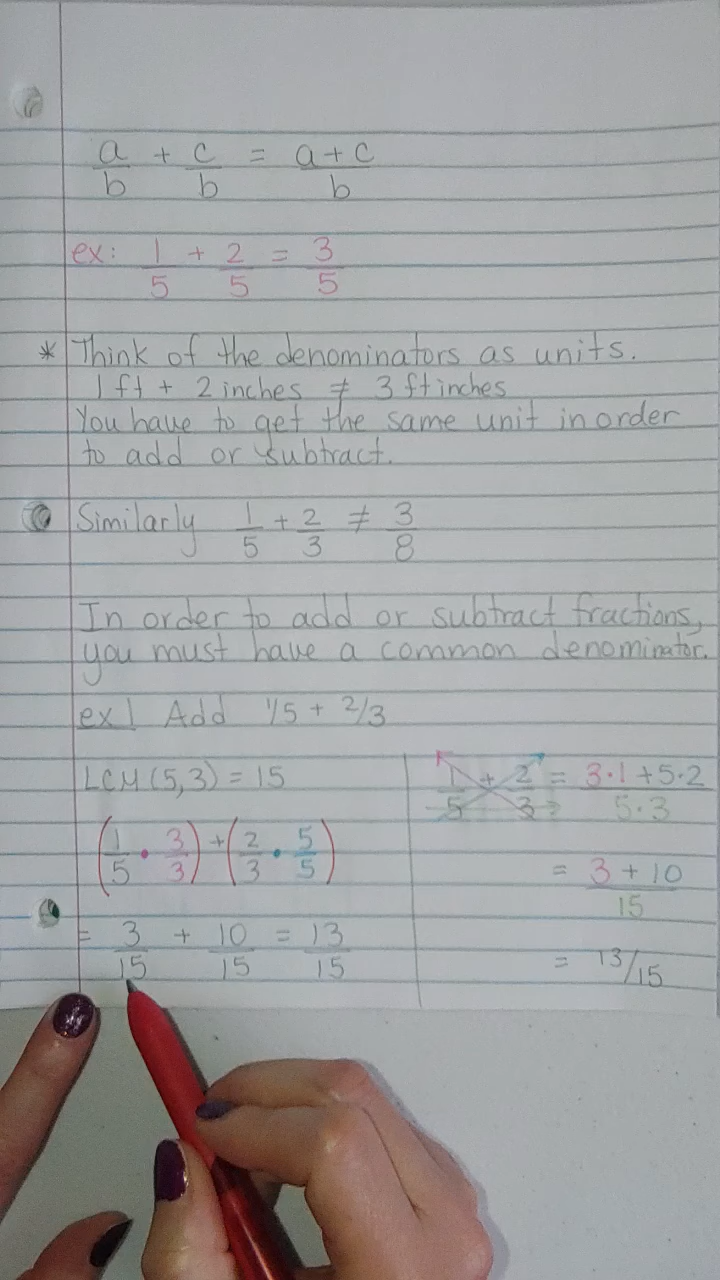 a/b + c/b = a+c/b
ex: 1/5 + 2/5 = 3/5
* Think of the denominators as units.
1 ft + 2 inches ≠ 3 ft inches
You have to get the same unit in order
to add or subtract.
Similarly 1/5 + 2/3 ≠ 3/8
In order to add or subtract fractions,
you must have a common denominator.
ex 1 Add 1/5 + 2/3
LCM(5,3) = 15
(1/5 • 3/3) + (2/3 • 5/5)
= 3/15 + 10/15 = 13/15
1/5 + 2/3 = 3·1+5·2/5·3
= 3+10/15
= 13/15